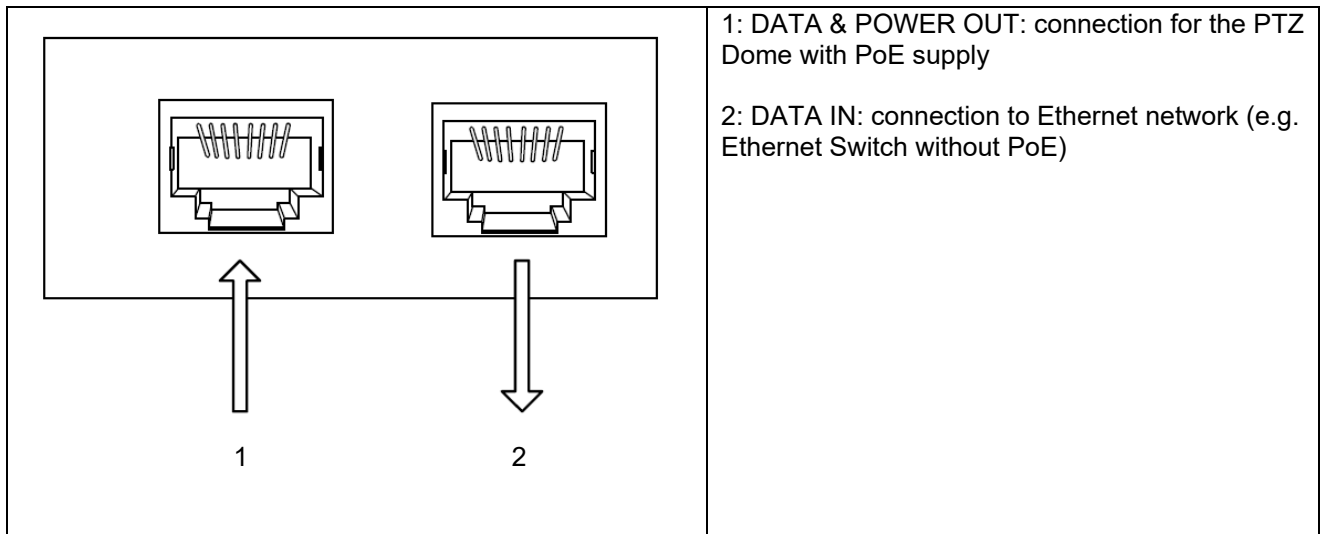 1: DATA & POWER OUT: connection for the PTZ
Dome with PoE supply
2: DATA IN: connection to Ethernet network (e.g.
Ethernet Switch without PoE)
1
2